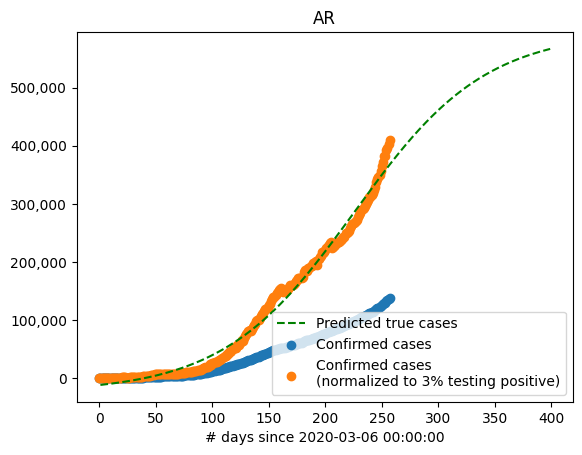 AR
500,000
400,000
300,000
200,000
100,000
0
Predicted true cases
Confirmed cases
Confirmed cases
(normalized to 3% testing positive)
0 50 100 150 200 250 300 350 400
# days since 2020-03-06 00:00:00